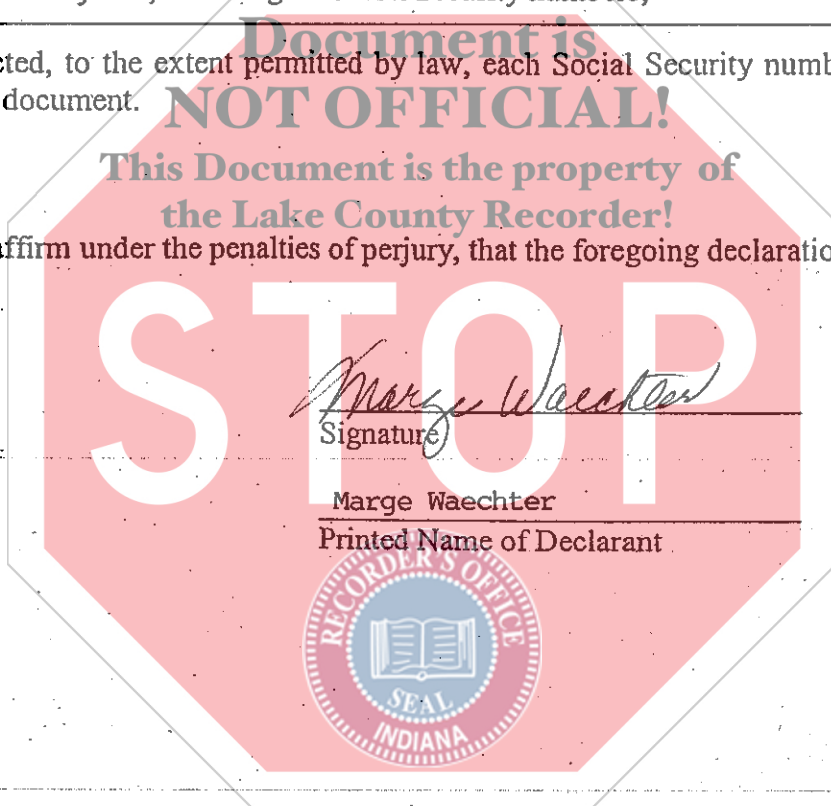 Document is
cted, to the extent permitted by law, each Social Security numb
document.
NOT OFFICIAL!
This Document is the property of
the Lake County Recorder!
affirm under the penalties of perjury, that the foregoing declaratio
STOP
Marge Waechter
Signature
Marge Waechter
Printed Name of Declarant
RECORDER'S OFFICE
SEAL
INDIANA